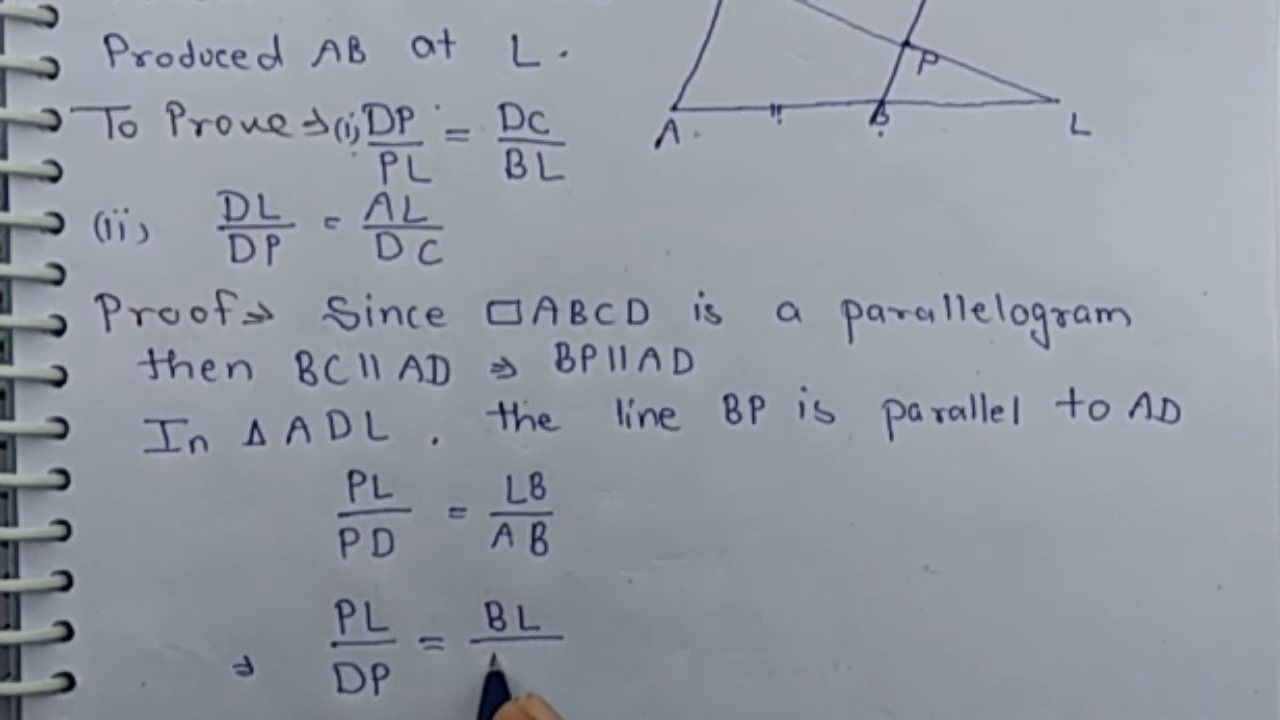 Produced AB at L.
To Prove ⇒ (i) DP/PL = DC/BL
(ii) DL/DP = AL/DC
Proof ⇒ Since □ABCD is a parallelogram
then BC || AD ⇒ BP || AD
In Δ ADL, the line BP is parallel to AD
PL/PD = LB/AB
⇒ PL/DP = BL/
P
A
B
L